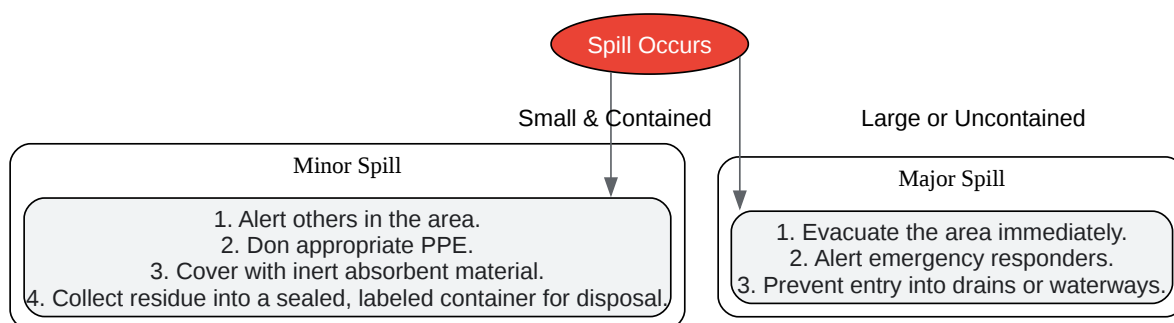 Spill Occurs
Small & Contained
Large or Uncontained
Minor Spill
1. Alert others in the area.
2. Don appropriate PPE.
3. Cover with inert absorbent material.
4. Collect residue into a sealed, labeled container for disposal.
Major Spill
1. Evacuate the area immediately.
2. Alert emergency responders.
3. Prevent entry into drains or waterways.